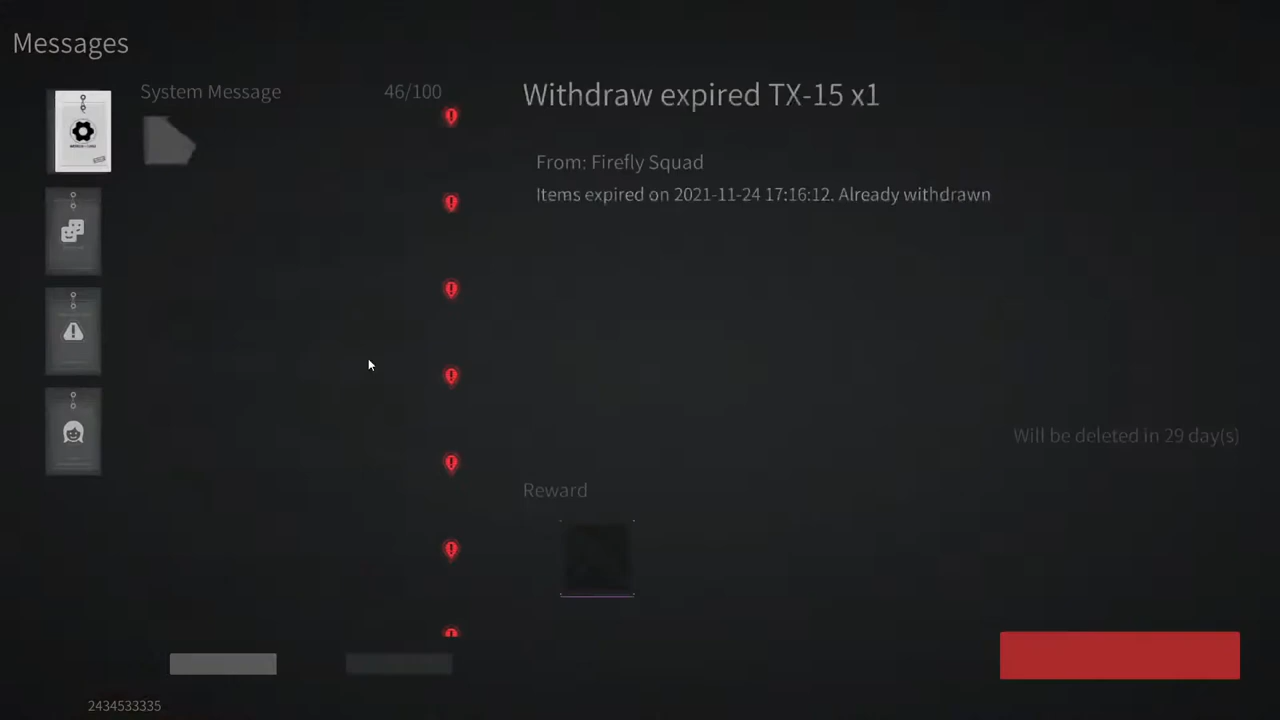 Messages
System Message
46/100
Withdraw expired TX-15 x1
From: Firefly Squad
Items expired on 2021-11-24 17:16:12. Already withdrawn
Will be deleted in 29 day(s)
Reward
2434533335